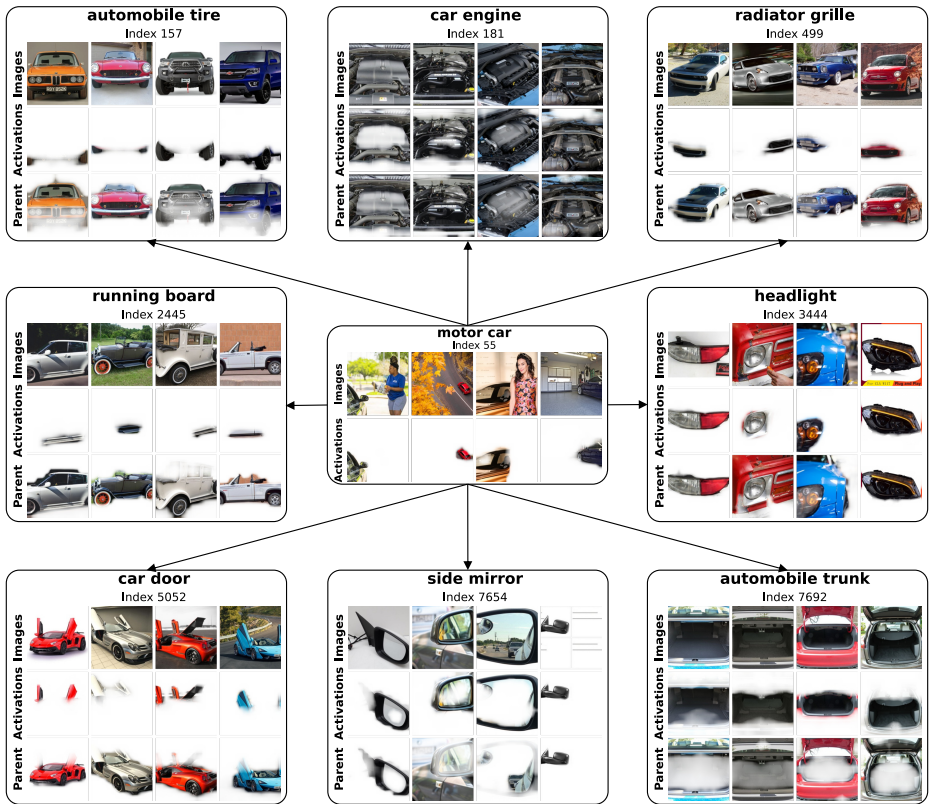 automobile tire
Index 157
Images
Activations
Parent
car engine
Index 181
Images
Activations
Parent
radiator grille
Index 499
Images
Activations
Parent
running board
Index 2445
Images
Activations
Parent
motor car
Index 55
Images
Activations
headlight
Index 3444
Images
Activations
Parent
car door
Index 5052
Images
Activations
Parent
side mirror
Index 7654
Images
Activations
Parent
automobile trunk
Index 7692
Images
Activations
Parent